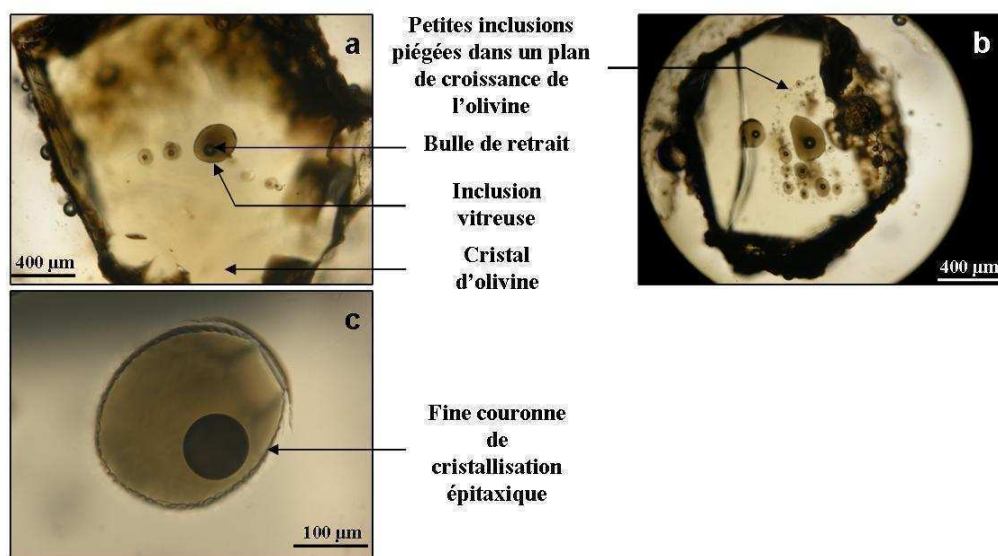 a
400 µm
Petites inclusions
piégées dans un plan
de croissance de
l’olivine
Bulle de retrait
Inclusion
vitreuse
Cristal
d’olivine
b
400 µm
c
100 µm
Fine couronne
de
cristallisation
épitaxique